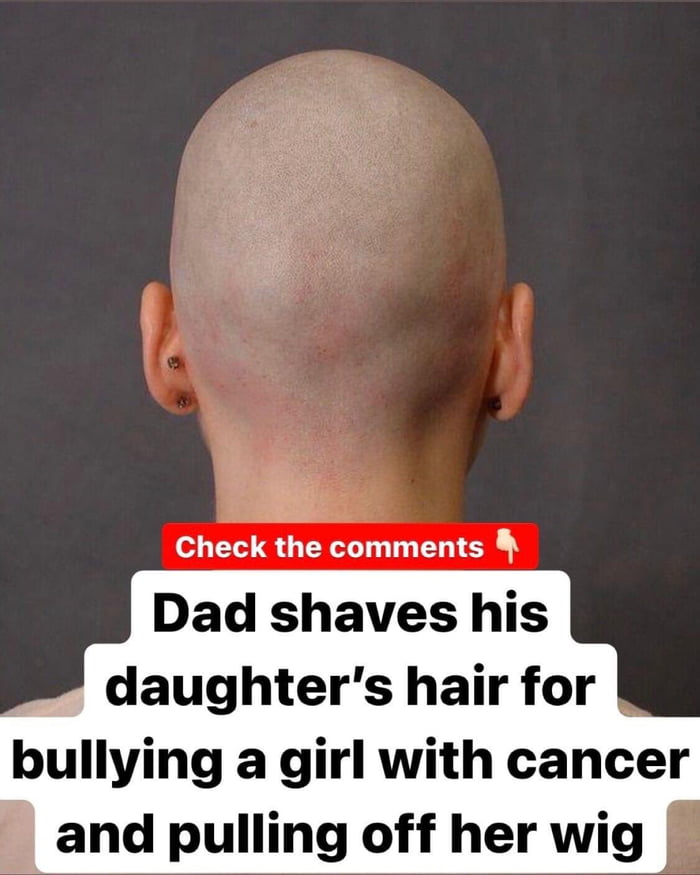 Check the comments 👇🏻
Dad shaves his
daughter’s hair for
bullying a girl with cancer
and pulling off her wig